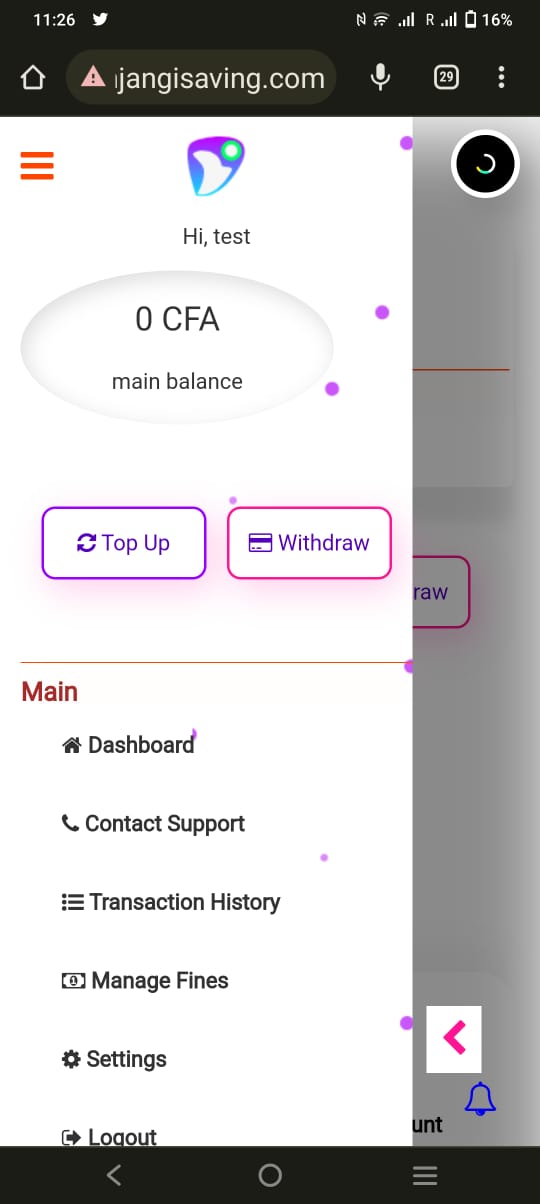 11:26
R
16%
jangisaving.com
29
Hi, test
0 CFA
main balance
Top Up
Withdraw
raw
Main
Dashboard
Contact Support
Transaction History
Manage Fines
Settings
unt
Logout